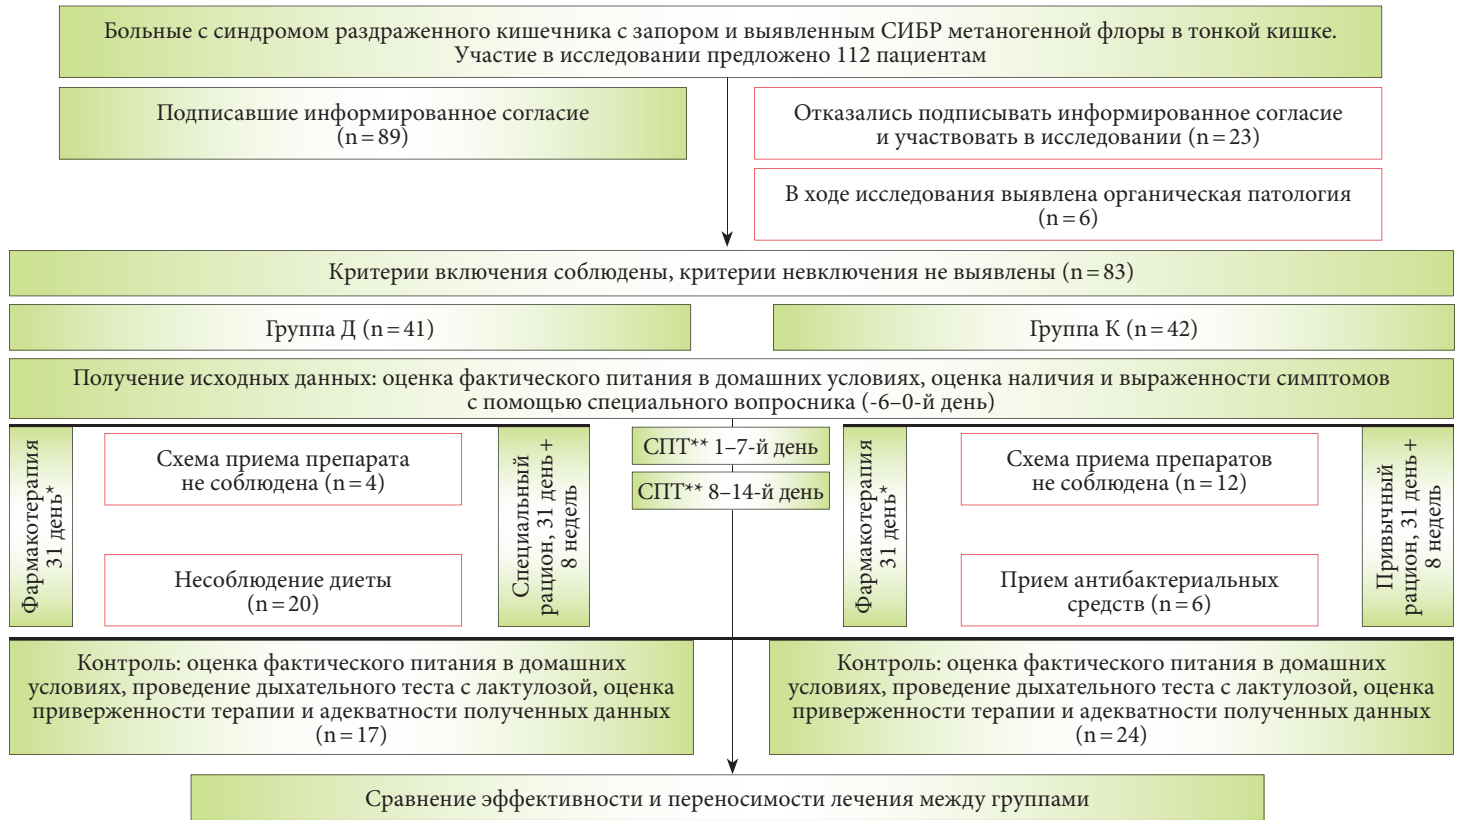 Больные с синдромом раздраженного кишечника с запором и выявленным СИБР метаногенной флоры в тонкой кишке.
Участие в исследовании предложено 112 пациентам
Подписавшие информированное согласие
(n = 89)
Отказались подписывать информированное согласие
и участвовать в исследовании (n = 23)
В ходе исследования выявлена органическая патология
(n = 6)
Критерии включения соблюдены, критерии невключения не выявлены (n = 83)
Группа Д (n = 41)
Группа К (n = 42)
Получение исходных данных: оценка фактического питания в домашних условиях, оценка наличия и выраженности симптомов
с помощью специального вопросника (-6–0-й день)
Фармакотерапия
31 день*
Схема приема препарата
не соблюдена (n = 4)
Несоблюдение диеты
(n = 20)
Специальный
рацион, 31 день +
8 недель
СПТ** 1–7-й день
СПТ** 8–14-й день
Фармакотерапия
31 день*
Схема приема препаратов
не соблюдена (n = 12)
Прием антибактериальных
средств (n = 6)
Привычный
рацион, 31 день +
8 недель
Контроль: оценка фактического питания в домашних
условиях, проведение дыхательного теста с лактулозой, оценка
приверженности терапии и адекватности полученных данных
(n = 17)
Контроль: оценка фактического питания в домашних
условиях, проведение дыхательного теста с лактулозой, оценка
приверженности терапии и адекватности полученных данных
(n = 24)
Сравнение эффективности и переносимости лечения между группами